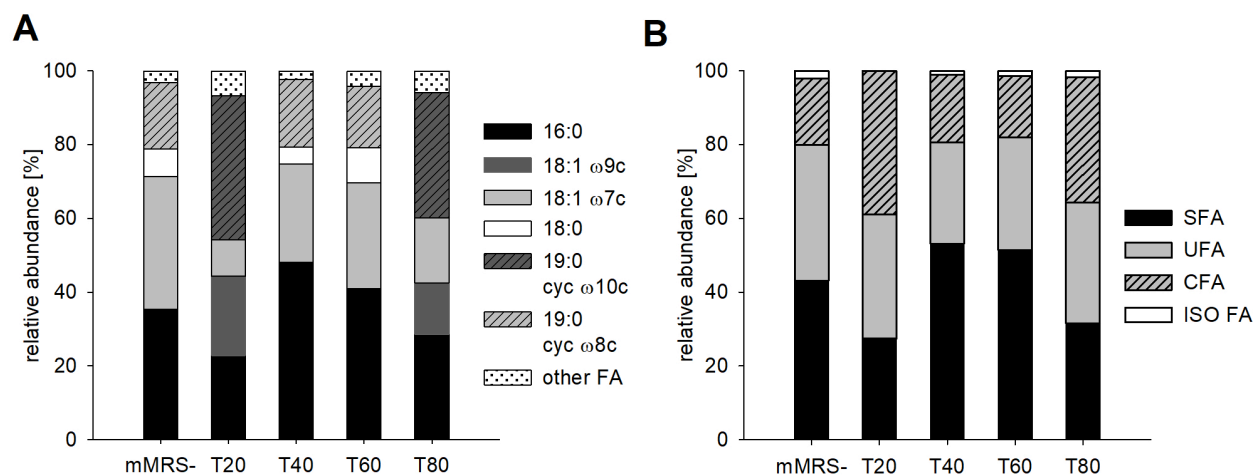 A
relative abundance [%]
100
80
60
40
20
0
mMRS-
T20
T40
T60
T80
16:0
18:1 ω9c
18:1 ω7c
18:0
19:0
cyc ω10c
19:0
cyc ω8c
other FA
B
relative abundance [%]
100
80
60
40
20
0
mMRS-
T20
T40
T60
T80
SFA
UFA
CFA
ISO FA